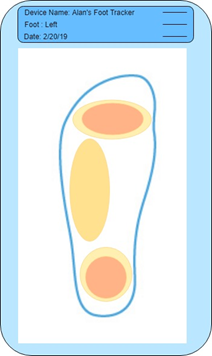 Device Name: Alan's Foot Tracker
Foot : Left
Date: 2/20/19